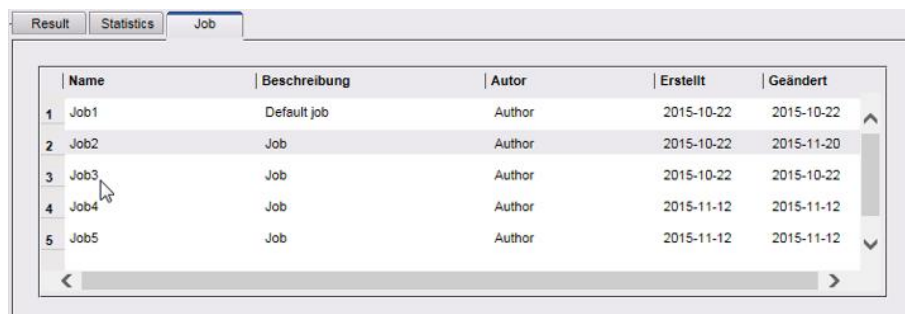 Result Statistics Job
Name Beschreibung Autor Erstellt Geändert
1 Job1 Default job Author 2015-10-22 2015-10-22
2 Job2 Job Author 2015-10-22 2015-11-20
3 Job3 Job Author 2015-10-22 2015-10-22
4 Job4 Job Author 2015-11-12 2015-11-12
5 Job5 Job Author 2015-11-12 2015-11-12